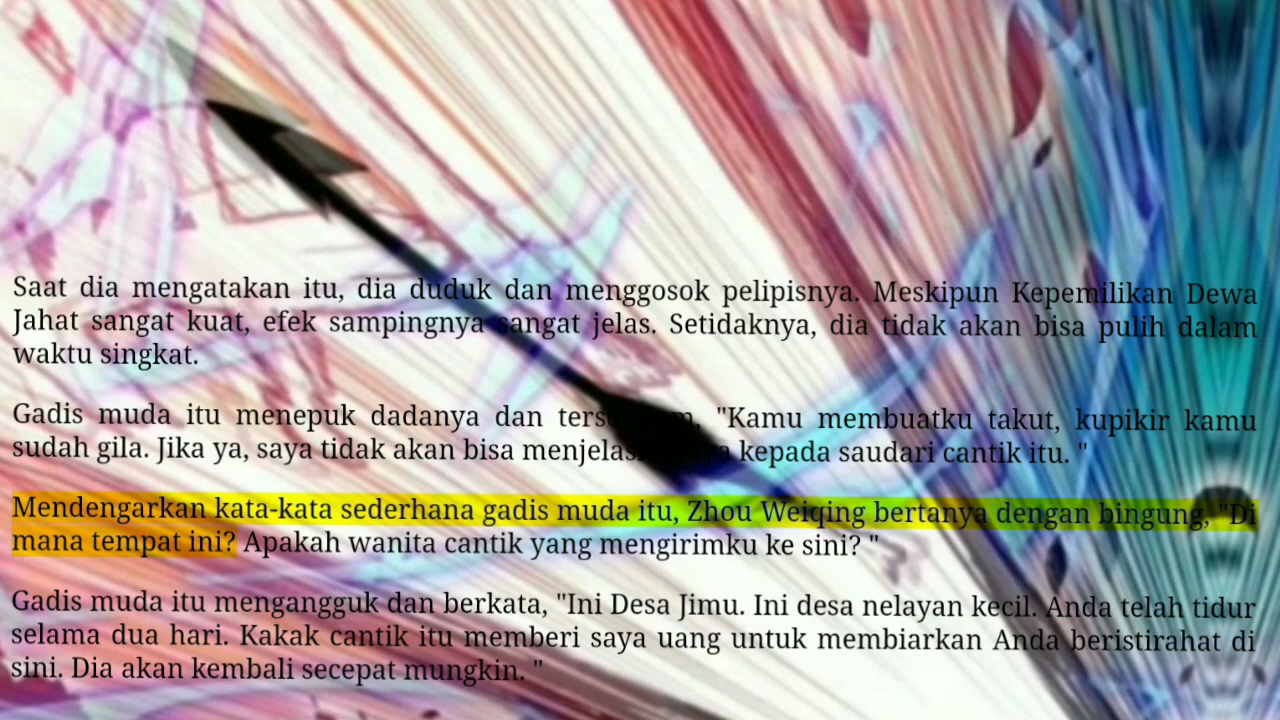 Saat dia mengatakan itu, dia duduk dan menggosok pelipisnya. Meskipun Kepemilikan Dewa
Jahat sangat kuat, efek sampingnya sangat jelas. Setidaknya, dia tidak akan bisa pulih dalam
waktu singkat.
Gadis muda itu menepuk dadanya dan "Kamu membuatku takut, kupikir kamu
sudah gila. Jika ya, saya tidak akan bisa kepada saudari cantik itu. "
Mendengarkan kata-kata sederhana gadis muda itu, Zhou Weiqing bertanya dengan bingung, "Di
mana tempat ini? Apakah wanita cantik yang mengirimku ke sini? "
Gadis muda itu mengangguk dan berkata, "Ini Desa Jimu. Ini desa nelayan kecil. Anda telah tidur
selama dua hari. Kakak cantik itu memberi saya uang untuk membiarkan Anda beristirahat di
sini. Dia akan kembali secepat mungkin. "